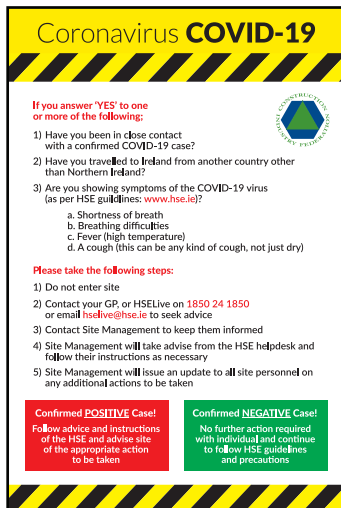 Coronavirus COVID-19
If you answer 'YES' to one
or more of the following;
CONSTRUCTION INDUSTRY FEDERATION
1) Have you been in close contact
with a confirmed COVID-19 case?
2) Have you travelled to Ireland from another country other
than Northern Ireland?
3) Are you showing symptoms of the COVID-19 virus
(as per HSE guildlines: www.hse.ie)?
a. Shortness of breath
b. Breathing difficulties
c. Fever (high temperature)
d. A cough (this can be any kind of cough, not just dry)
Please take the following steps:
1) Do not enter site
2) Contact your GP, or HSELive on 1850 24 1850
or email hselive@hse.ie to seek advice
3) Contact Site Management to keep them informed
4) Site Management will take advise from the HSE helpdesk and
follow their instructions as necessary
5) Site Management will issue an update to all site personnel on
any additional actions to be taken
Confirmed POSITIVE Case!
Follow advice and instructions
of the HSE and advise site
of the appropriate action
to be taken
Confirmed NEGATIVE Case!
No further action required
with individual and continue
to follow HSE guidelines
and precautions